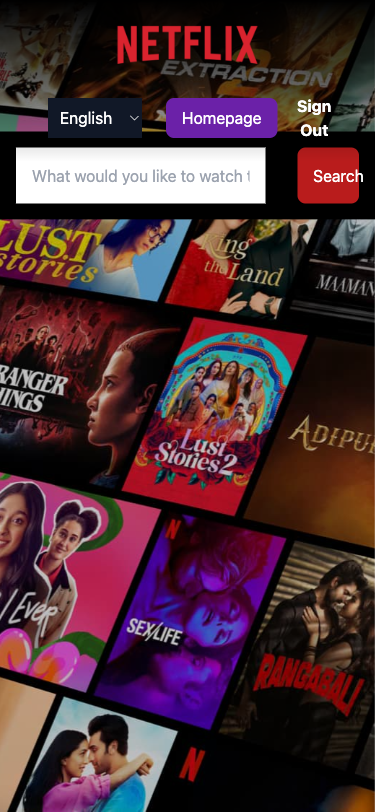 NETFLIX
EXTRACTION
2
English
Homepage
Sign
Out
What would you like to watch t
Search
LUST
stories
King
the Land
MAAMAN
RANGER
INGS
Lust
Stories 2
ADIPU
I Ever
N
SEX/LIFE
RANGABALI
N